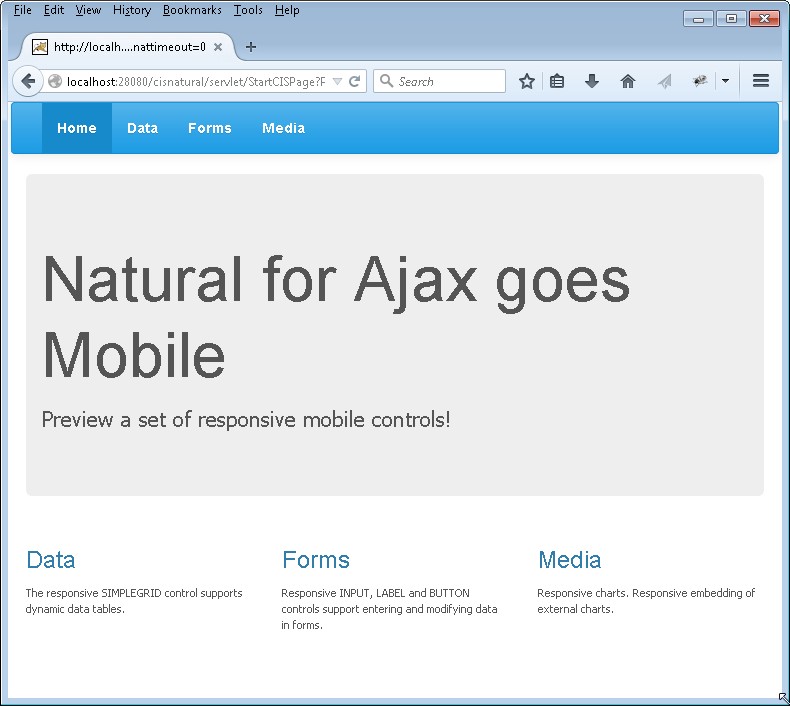 File Edit View History Bookmarks Tools Help
http://localh....nattimeout=0
localhost:28080/cisnatural/servlet/StartCISPage?P
Search
Home Data Forms Media
Natural for Ajax goes
Mobile
Preview a set of responsive mobile controls!
Data
The responsive SIMPLEGRID control supports
dynamic data tables.
Forms
Responsive INPUT, LABEL and BUTTON
controls support entering and modifying data
in forms.
Media
Responsive charts. Responsive embedding of
external charts.